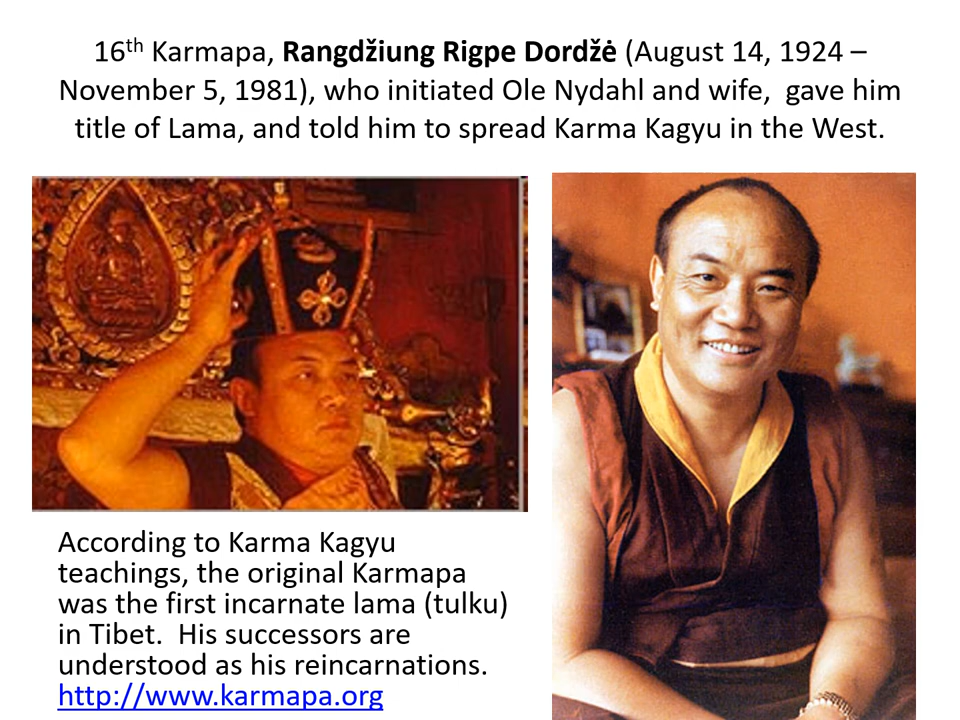 16th Karmapa, Rangdžiung Rigpe Dordžė (August 14, 1924 –
November 5, 1981), who initiated Ole Nydahl and wife,  gave him
title of Lama, and told him to spread Karma Kagyu in the West.
According to Karma Kagyu
teachings, the original Karmapa
was the first incarnate lama (tulku)
in Tibet.  His successors are
understood as his reincarnations.
http://www.karmapa.org